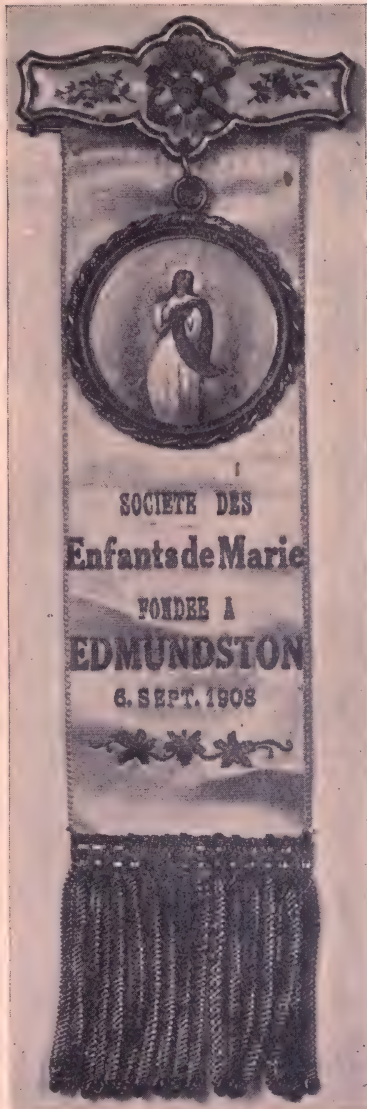 SOCIETE DES
Enfants de Marie
FONDEE A
EDMUNDSTON
6. SEPT. 1908